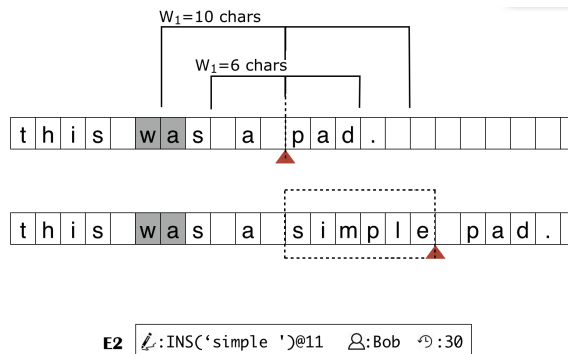 W₁=10 chars
W₁=6 chars
this was a pad.
this was a simple pad.
E2 :INS(‘simple ')@11 :Bob :30